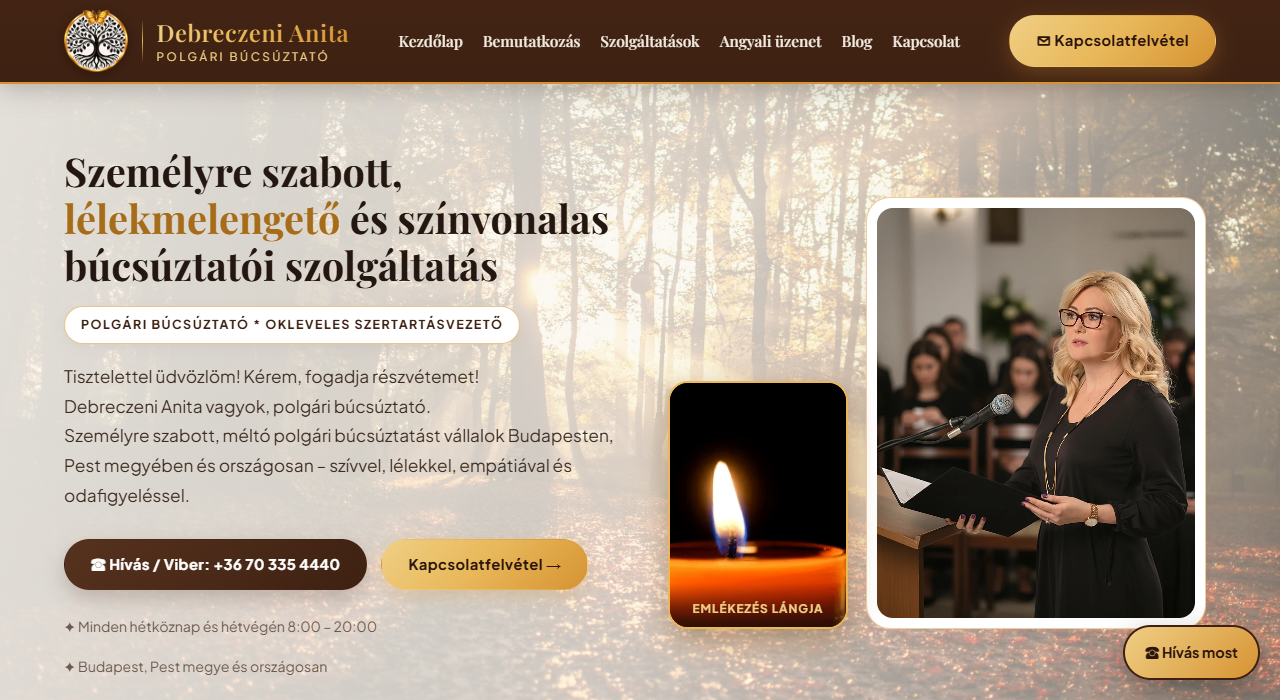 Debreczeni Anita
POLGÁRI BÚCSÚZTATÓ
Kezdőlap
Bemutatkozás
Szolgáltatások
Angyali üzenet
Blog
Kapcsolat
Kapcsolatfelvétel
Személyre szabott,
lélekmelengető és színvonalas
búcsúztatói szolgáltatás
POLGÁRI BÚCSÚZTATÓ * OKLEVELES SZERTARTÁSVEZETŐ
Tisztelettel üdvözlöm! Kérem, fogadja részvétemet!
Debreczeni Anita vagyok, polgári búcsúztató.
Személyre szabott, méltó polgári búcsúztatást vállalok Budapesten,
Pest megyében és országosan – szívvel, lélekkel, empátiával és
odafigyeléssel.
☎ Hívás / Viber: +36 70 335 4440
Kapcsolatfelvétel →
✦ Minden hétköznap és hétvégén 8:00 – 20:00
✦ Budapest, Pest megye és országosan
EMLÉKEZÉS LÁNGJA
☎ Hívás most